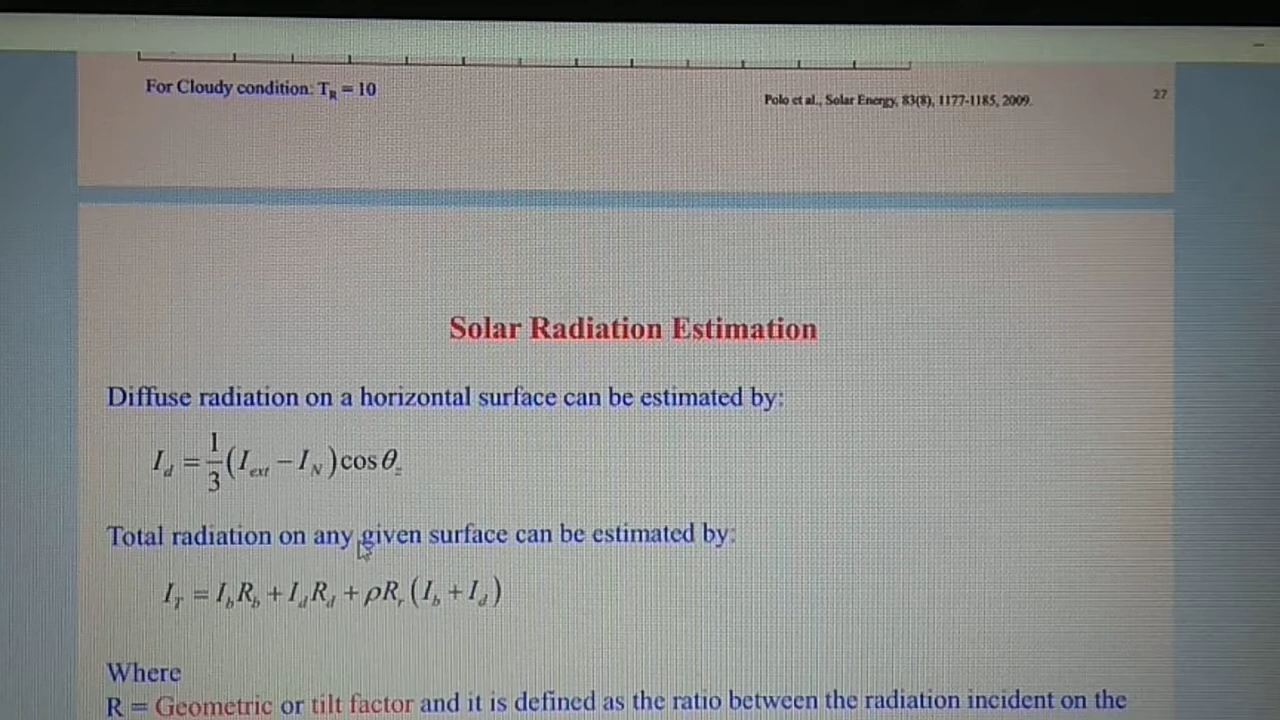 For Cloudy condition: T_R = 10
Polo et al., Solar Energy, 83(8), 1177-1185, 2009.
27
Solar Radiation Estimation
Diffuse radiation on a horizontal surface can be estimated by:
I_d = 1/3 (I_ext − I_N) cos θ_z
Total radiation on any given surface can be estimated by:
I_T = I_b R_b + I_d R_d + ρR_r (I_b + I_d)
Where
R = Geometric or tilt factor and it is defined as the ratio between the radiation incident on the